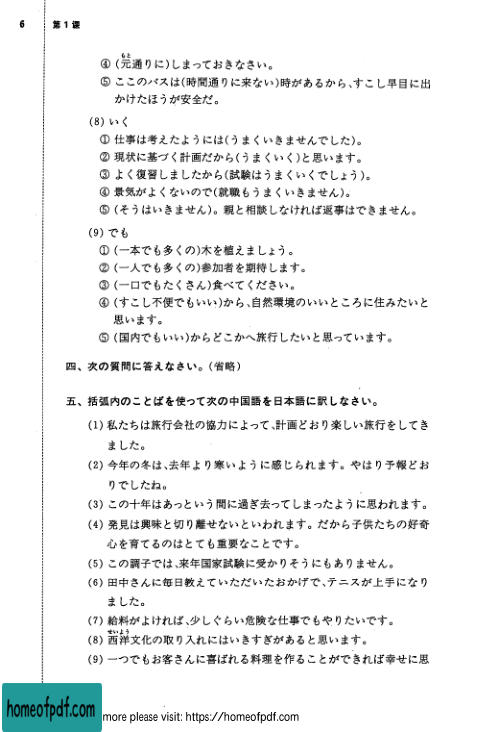 6 第1課
もと
④ (元通りに)しまっておきなさい。
⑤ ここのバスは(時間通りに来ない)時があるから、すこし早目に出
かけたほうが安全だ。
(8) いく
① 仕事は考えたようには(うまくいきませんでした)。
② 現状に基づく計画だから(うまくいく)と思います。
③ よく復習しましたから(試験はうまくいくでしょう)。
④ 景気がよくないので(就職もうまくいきません)。
⑤ (そうはいきません)。親と相談しなければ返事はできません。
(9) でも
① (一本でも多くの)木を植えましょう。
② (一人でも多くの)参加者を期待します。
③ (一口でもたくさん)食べてください。
④ (すこし不便でもいい)から、自然環境のいいところに住みたいと
思います。
⑤ (国内でもいい)からどこかへ旅行したいと思っています。
四、次の質問に答えなさい。(省略)
五、括弧内のことばを使って次の中国語を日本語に訳しなさい。
(1) 私たちは旅行会社の協力によって、計画どおり楽しい旅行をしてき
ました。
(2) 今年の冬は、去年より寒いように感じられます。やはり予報どお
りでしたね。
(3) この十年はあっという間に過ぎ去ってしまったように思われます。
(4) 発見は興味と切り離せないといわれます。だから子供たちの好奇
心を育てるのはとても重要なことです。
(5) この調子では、来年国家試験に受かりそうにもありません。
(6) 田中さんに毎日教えていただいたおかげで、テニスが上手になり
ました。
(7) 給料がよければ、少しぐらい危険な仕事でもやりたいです。
せいよう
(8) 西洋文化の取り入れにはいきすぎがあると思います。
(9) 一つでもお客さんに喜ばれる料理を作ることができれば幸せに思
homeofpdf.com more please visit: https://homeofpdf.com